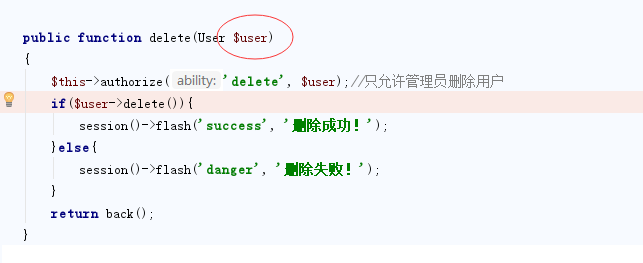 public function delete(User $user)
{
$this->authorize( ability: 'delete', $user);//只允许管理员删除用户
if($user->delete()){
session()->flash('success', '删除成功！');
}else{
session()->flash('danger', '删除失败！');
}
return back();
}